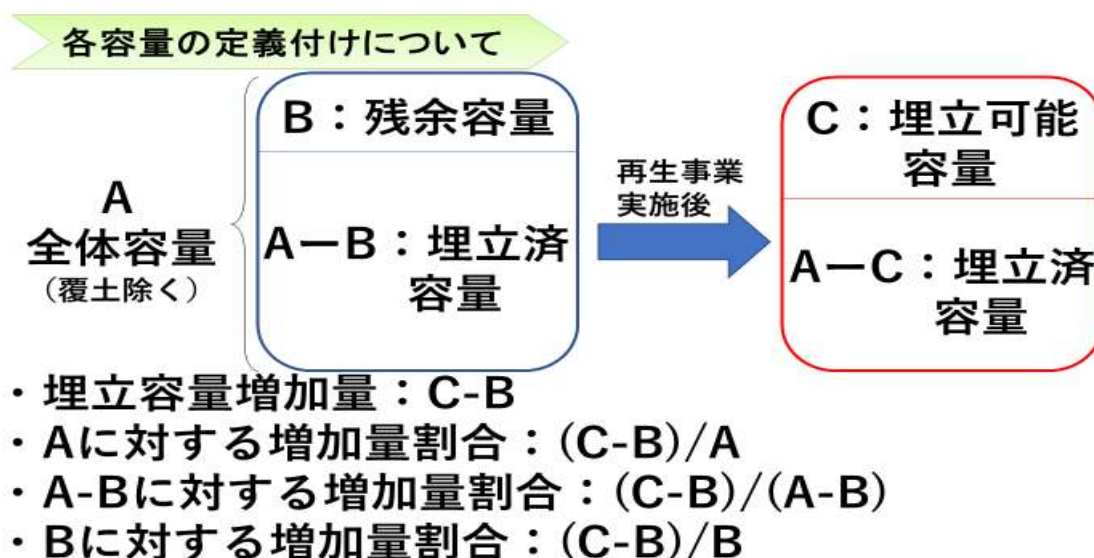 各容量の定義付けについて
A
全体容量
（覆土除く）
B：残余容量
A－B：埋立済
容量
再生事業
実施後
C：埋立可能
容量
A－C：埋立済
容量
・埋立容量増加量：C-B
・Aに対する増加量割合：(C-B)/A
・A-Bに対する増加量割合：(C-B)/(A-B)
・Bに対する増加量割合：(C-B)/B